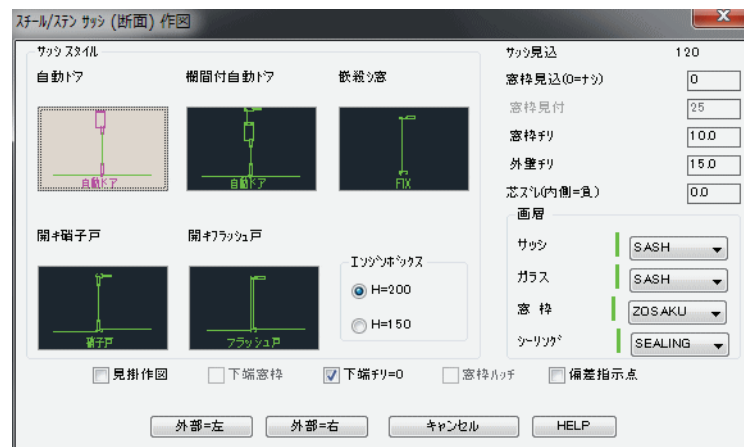 ｽﾁｰﾙ/ｽﾃﾝ ｻｯｼ (断面) 作図
ｻｯｼ ｽﾀｲﾙ
自動ﾄﾞｱ
欄間付自動ﾄﾞｱ
嵌殺ｼ窓
自動ﾄﾞｱ
自動ﾄﾞｱ
FIX
開ｷ硝子戸
開ｷﾌﾗｯｼｭ戸
硝子戸
フラッシュ戸
ｴﾝｼﾞﾝﾎﾞｯｸｽ
H=200
H=150
ｻｯｼ見込 120
窓枠見込(0=ﾅｼ) 0
窓枠見付 25
窓枠ﾁﾘ 10.0
外壁ﾁﾘ 15.0
芯ｽﾞﾚ(内側=負) 0.0
画層
ｻｯｼ SASH
ｶﾞﾗｽ SASH
窓 枠 ZOSAKU
ｼｰﾘﾝｸﾞ SEALING
見掛作図 下端窓枠 下端ﾁﾘ=0 窓枠ﾊｯﾁ 偏差指示点
外部=左 外部=右 ｷｬﾝｾﾙ HELP